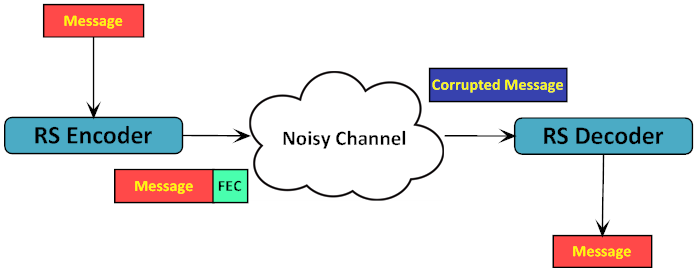 Message
Corrupted Message
RS Encoder
Noisy Channel
RS Decoder
Message FEC
Message